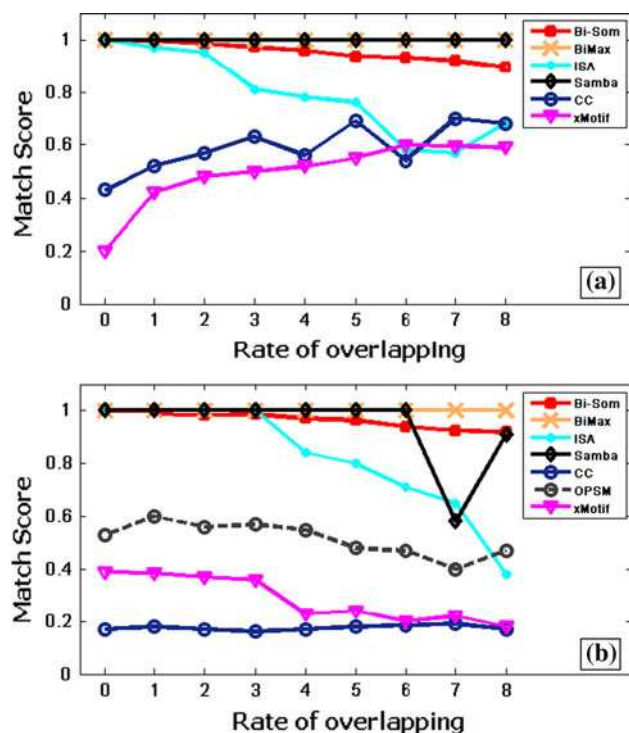 1
0.8
0.6
0.4
0.2
0
Match Score
0 1 2 3 4 5 6 7 8
Rate of overlapping
Bi-Som
BiMax
ISA
Samba
CC
xMotif
(a)
1
0.8
0.6
0.4
0.2
0
Match Score
0 1 2 3 4 5 6 7 8
Rate of overlapping
Bi-Som
BiMax
ISA
Samba
CC
OPSM
xMotif
(b)